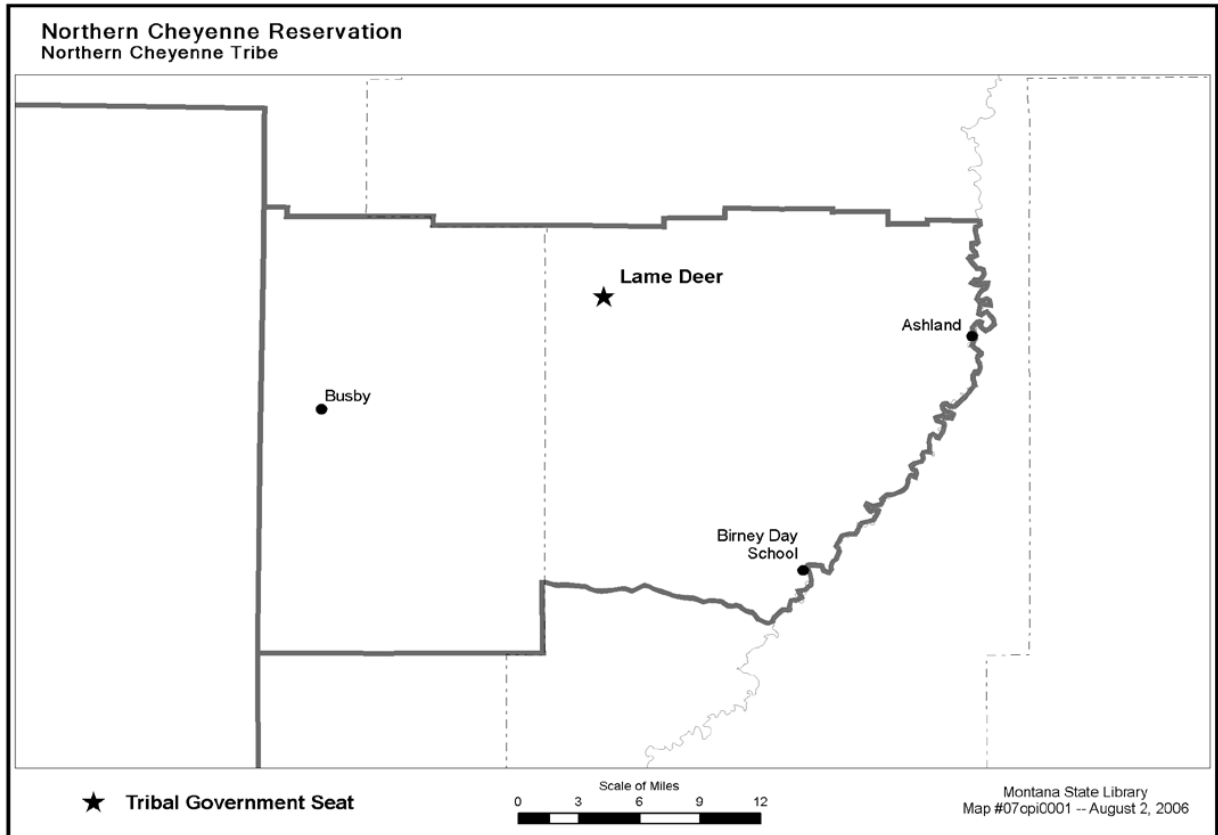 Northern Cheyenne Reservation
Northern Cheyenne Tribe
Lame Deer
Ashland
Busby
Birney Day
School
Tribal Government Seat
Scale of Miles
0 3 6 9 12
Montana State Library
Map #07opi0001 -- August 2, 2006